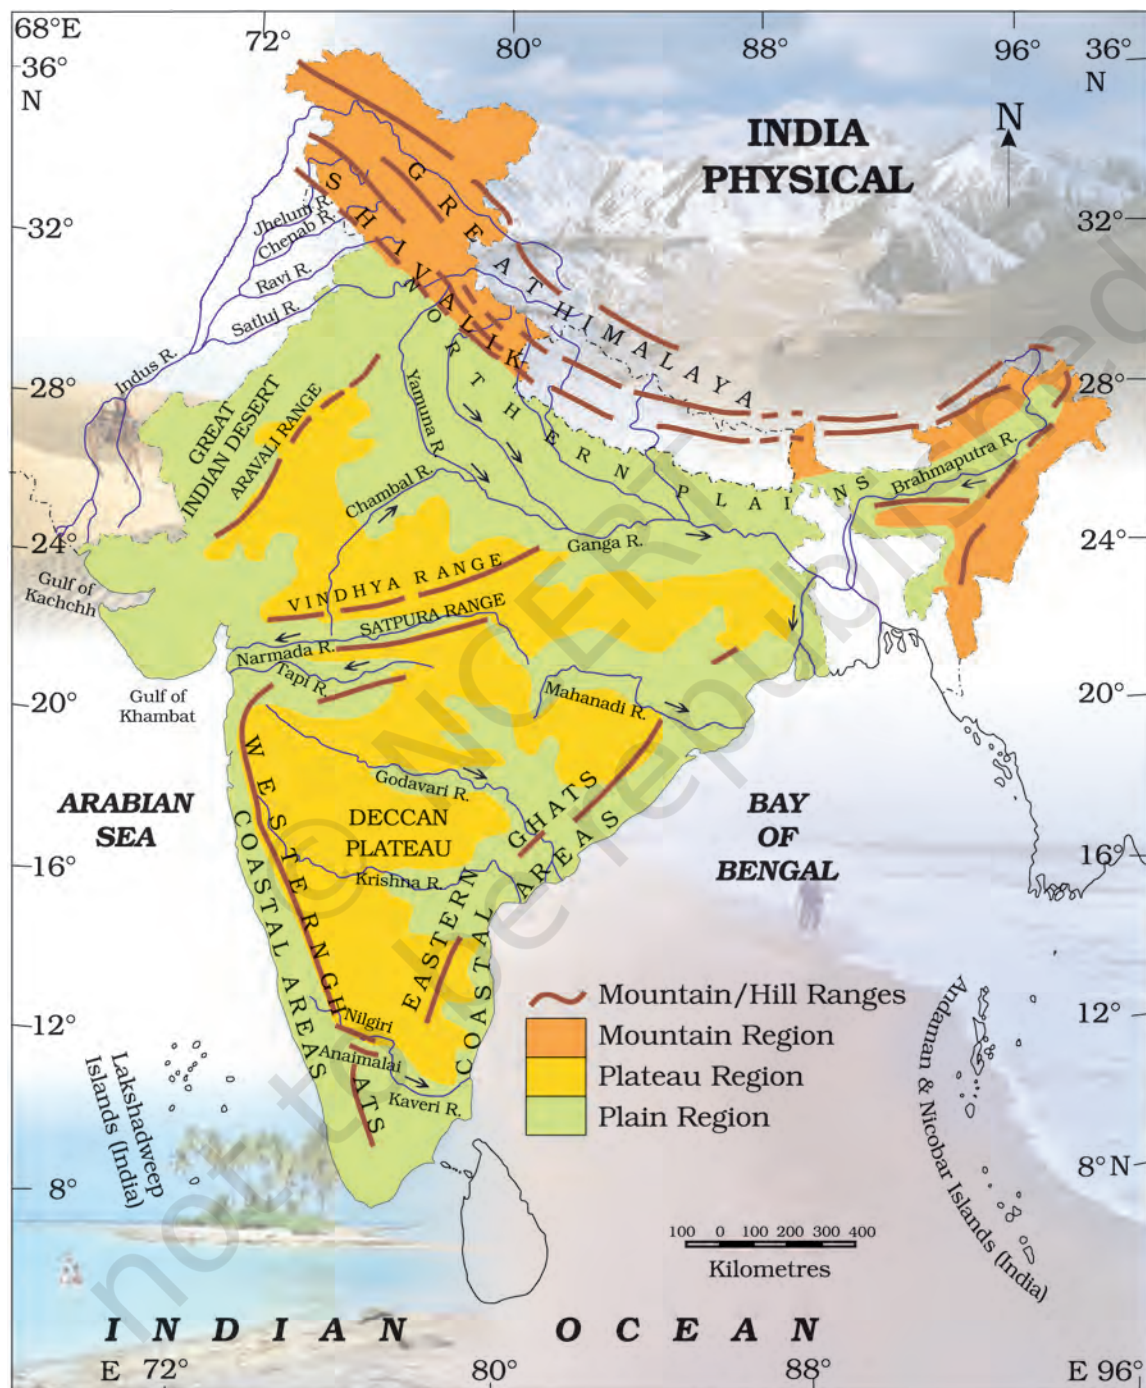 68°E
72°
80°
88°
96°
36°
N
36°
N
INDIA
PHYSICAL
N
GREAT HIMALAYA
SHIVALIK
Jhelum R.
Chenab R.
Ravi R.
Satluj R.
Indus R.
32°
32°
28°
28°
NORTHERN PLAINS
GREAT
INDIAN DESERT
ARAVALI RANGE
Yamuna R.
Chambal R.
Brahmaputra R.
24°
24°
Ganga R.
Gulf of
Kachchh
VINDHYA RANGE
SATPURA RANGE
Narmada R.
Tapi R.
Mahanadi R.
20°
20°
Gulf of
Khambat
Godavari R.
ARABIAN
SEA
DECCAN
PLATEAU
BAY
OF
BENGAL
WESTERN GHATS
COASTAL AREAS
EASTERN GHATS
COASTAL AREAS
16°
16°
Krishna R.
12°
12°
Nilgiri
Anaimalai
Kaveri R.
Lakshadweep
Islands (India)
Andaman & Nicobar Islands (India)
Mountain/Hill Ranges
Mountain Region
Plateau Region
Plain Region
8°
8°N
100 0 100 200 300 400
Kilometres
INDIAN OCEAN
E 72°
80°
88°
E 96°
© NCERT
not to be republished